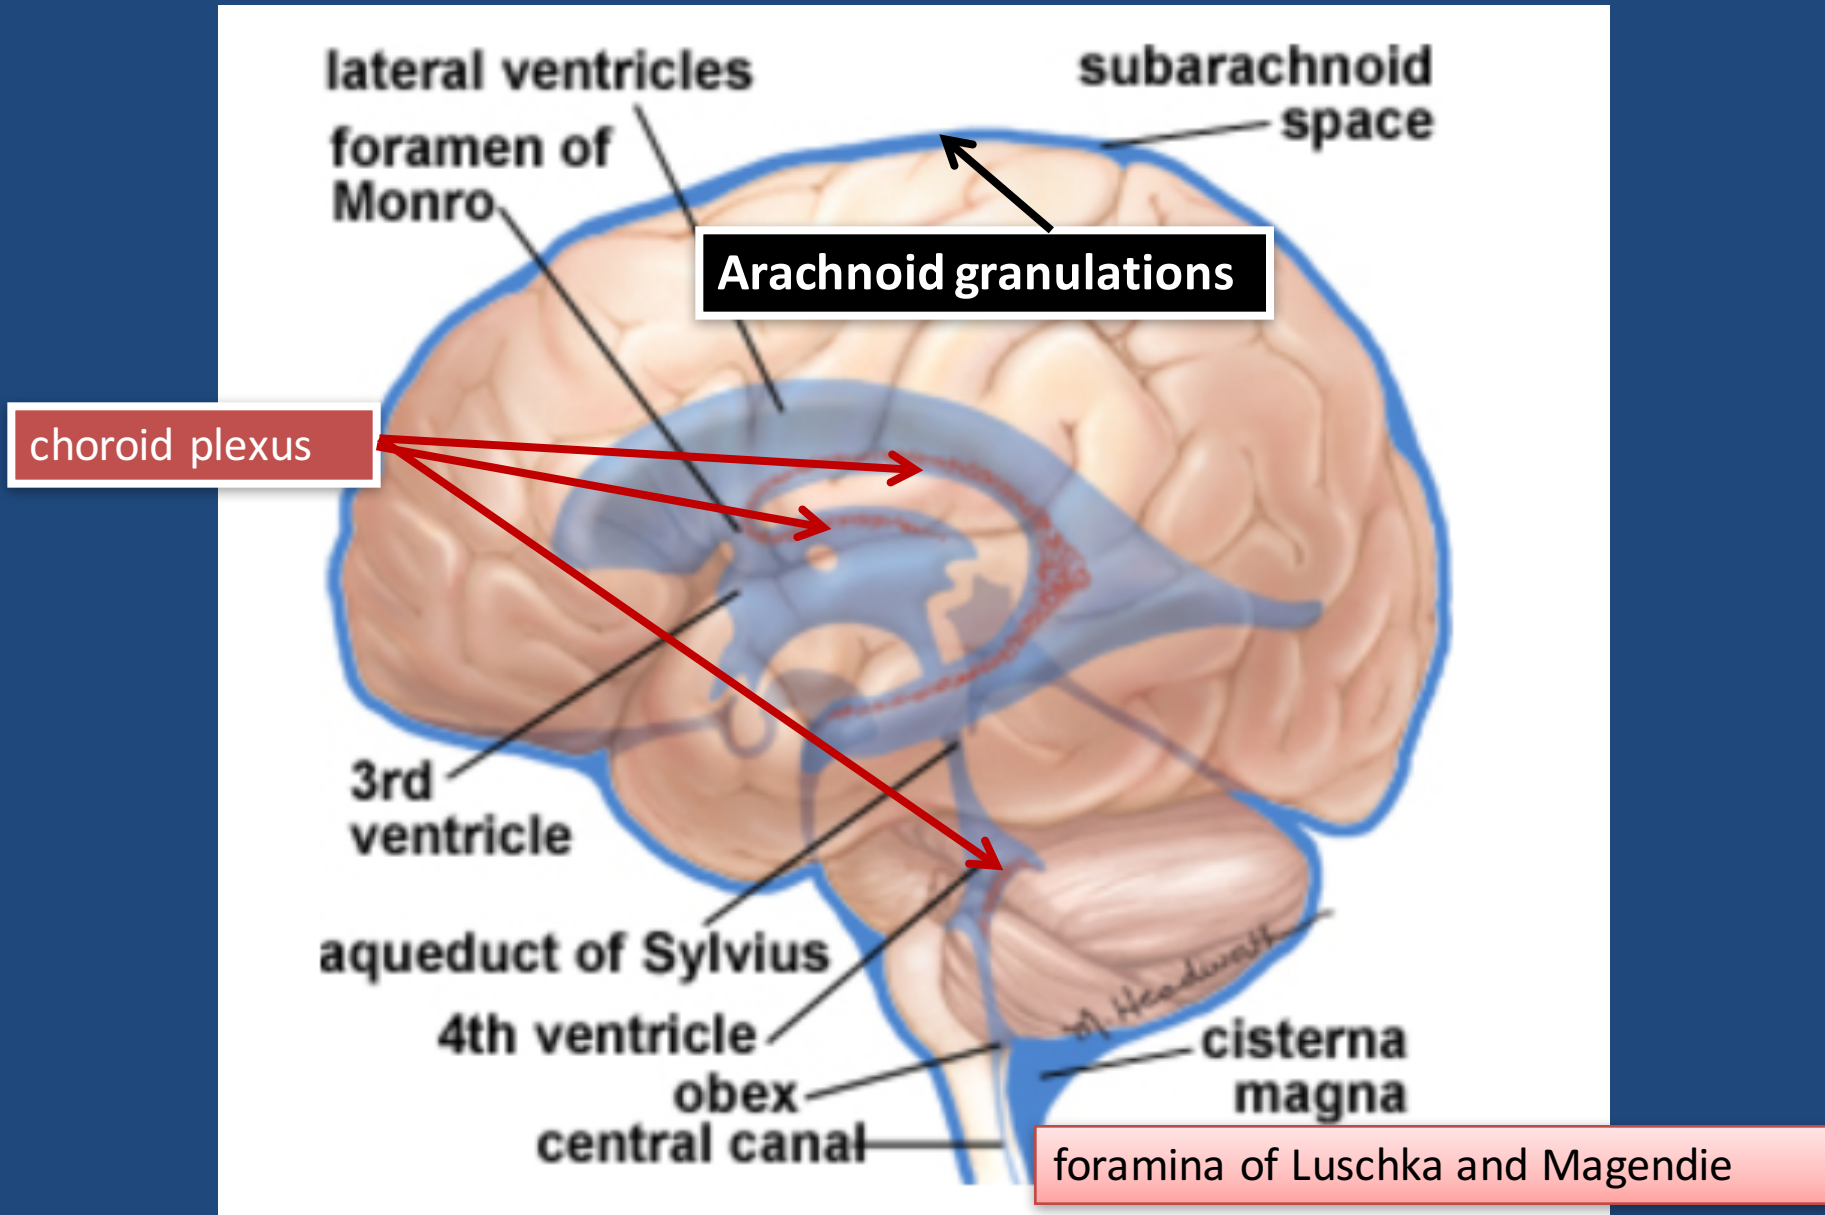 lateral ventricles
subarachnoid
space
foramen of
Monro
Arachnoid granulations
choroid plexus
3rd
ventricle
aqueduct of Sylvius
4th ventricle
obex
central canal
M. Headworth
cisterna
magna
foramina of Luschka and Magendie